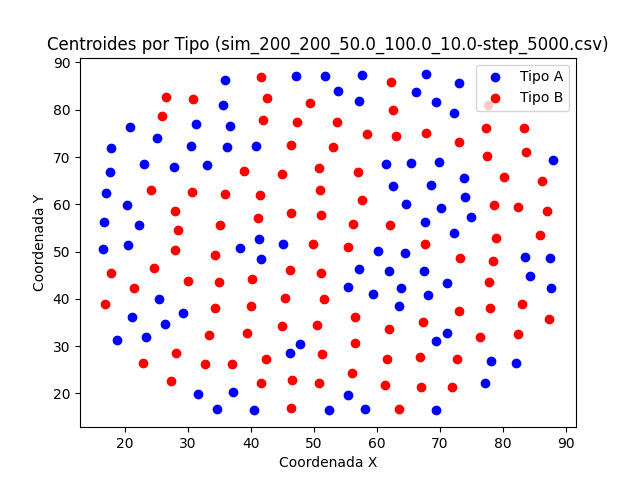 Centroides por Tipo (sim_200_200_50.0_100.0_10.0-step_5000.csv)
Tipo A
Tipo B
90
80
70
60
50
40
30
20
Coordenada Y
20 30 40 50 60 70 80 90
Coordenada X